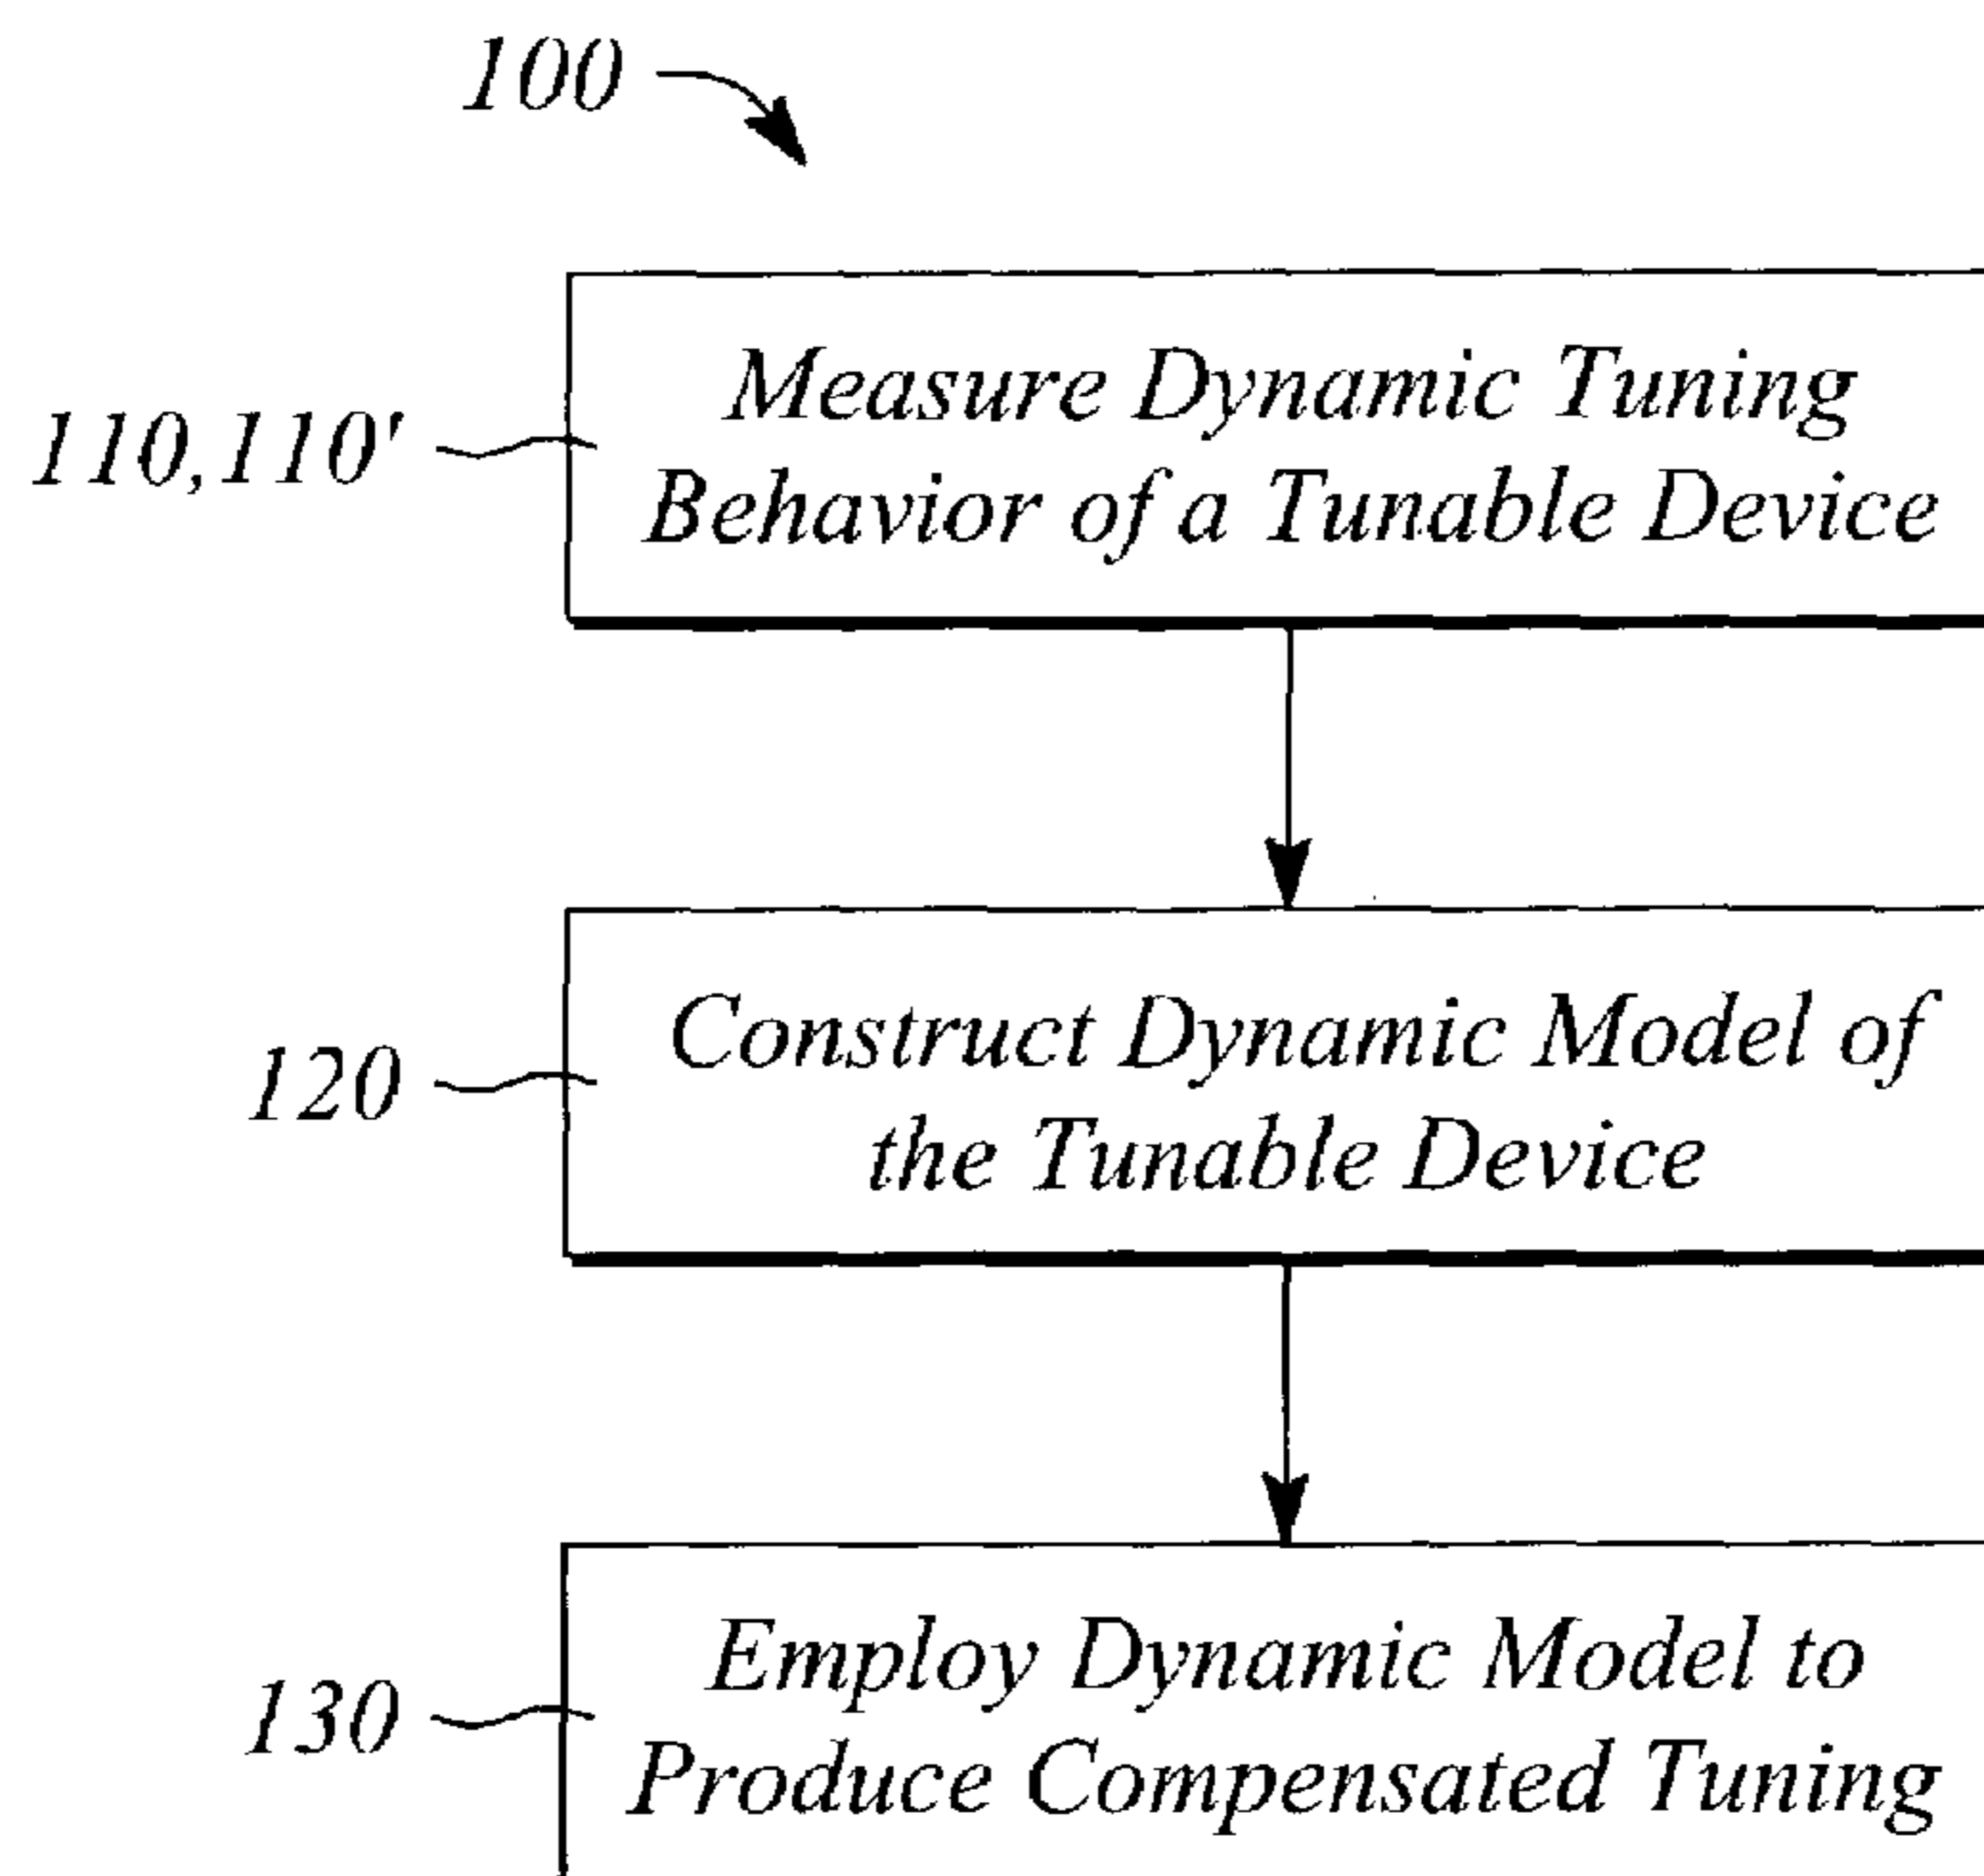 100
110,110'
Measure Dynamic Tuning
Behavior of a Tunable Device
120
Construct Dynamic Model of
the Tunable Device
130
Employ Dynamic Model to
Produce Compensated Tuning